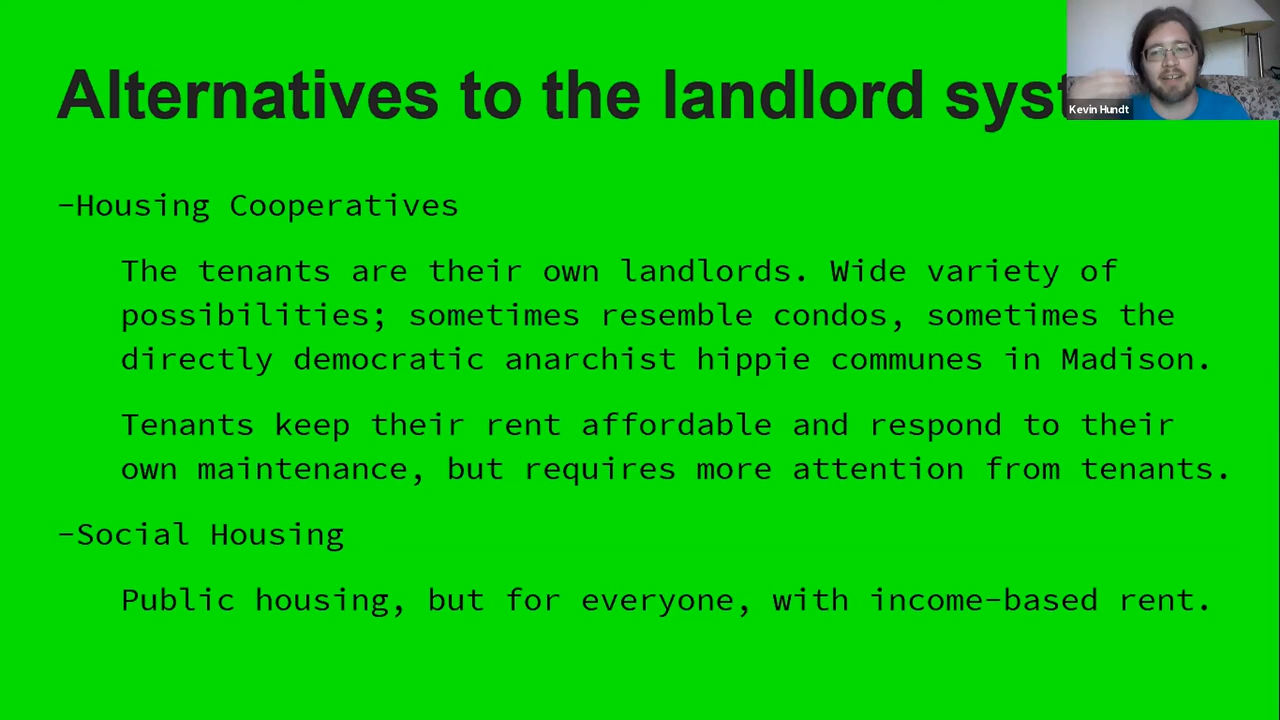 Alternatives to the landlord syst
Kevin Hundt
-Housing Cooperatives
The tenants are their own landlords. Wide variety of
possibilities; sometimes resemble condos, sometimes the
directly democratic anarchist hippie communes in Madison.
Tenants keep their rent affordable and respond to their
own maintenance, but requires more attention from tenants.
-Social Housing
Public housing, but for everyone, with income-based rent.